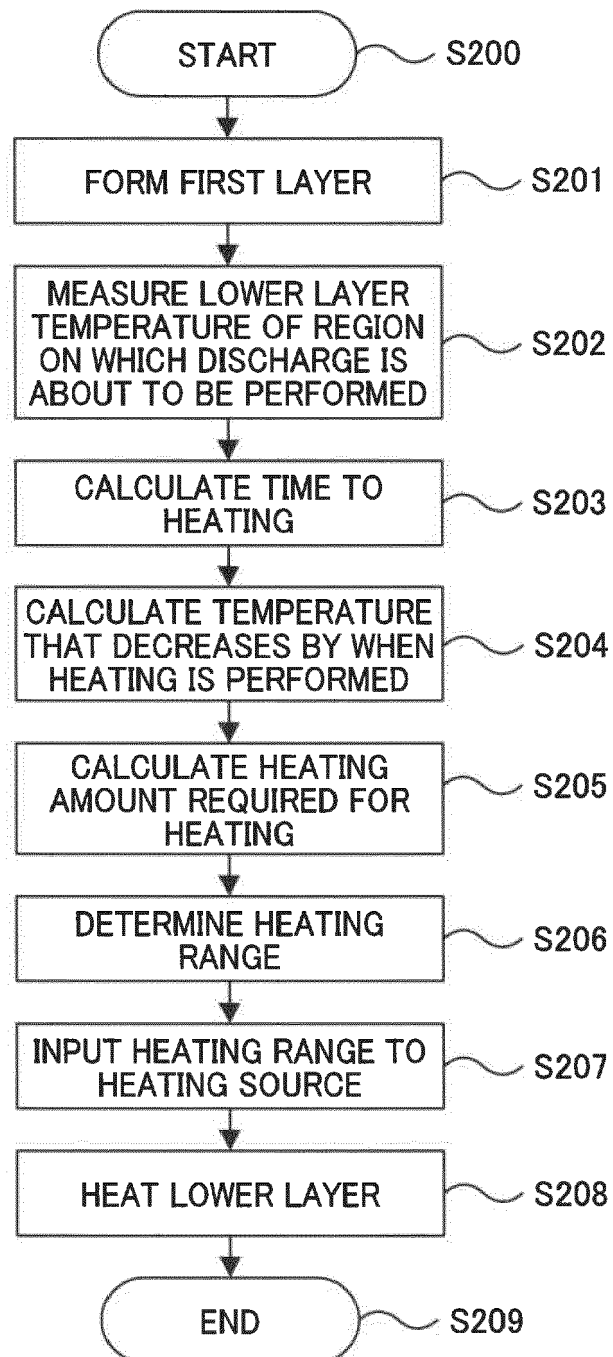 START
S200
FORM FIRST LAYER
S201
MEASURE LOWER LAYER
TEMPERATURE OF REGION
ON WHICH DISCHARGE IS
ABOUT TO BE PERFORMED
S202
CALCULATE TIME TO
HEATING
S203
CALCULATE TEMPERATURE
THAT DECREASES BY WHEN
HEATING IS PERFORMED
S204
CALCULATE HEATING
AMOUNT REQUIRED FOR
HEATING
S205
DETERMINE HEATING
RANGE
S206
INPUT HEATING RANGE TO
HEATING SOURCE
S207
HEAT LOWER LAYER
S208
END
S209